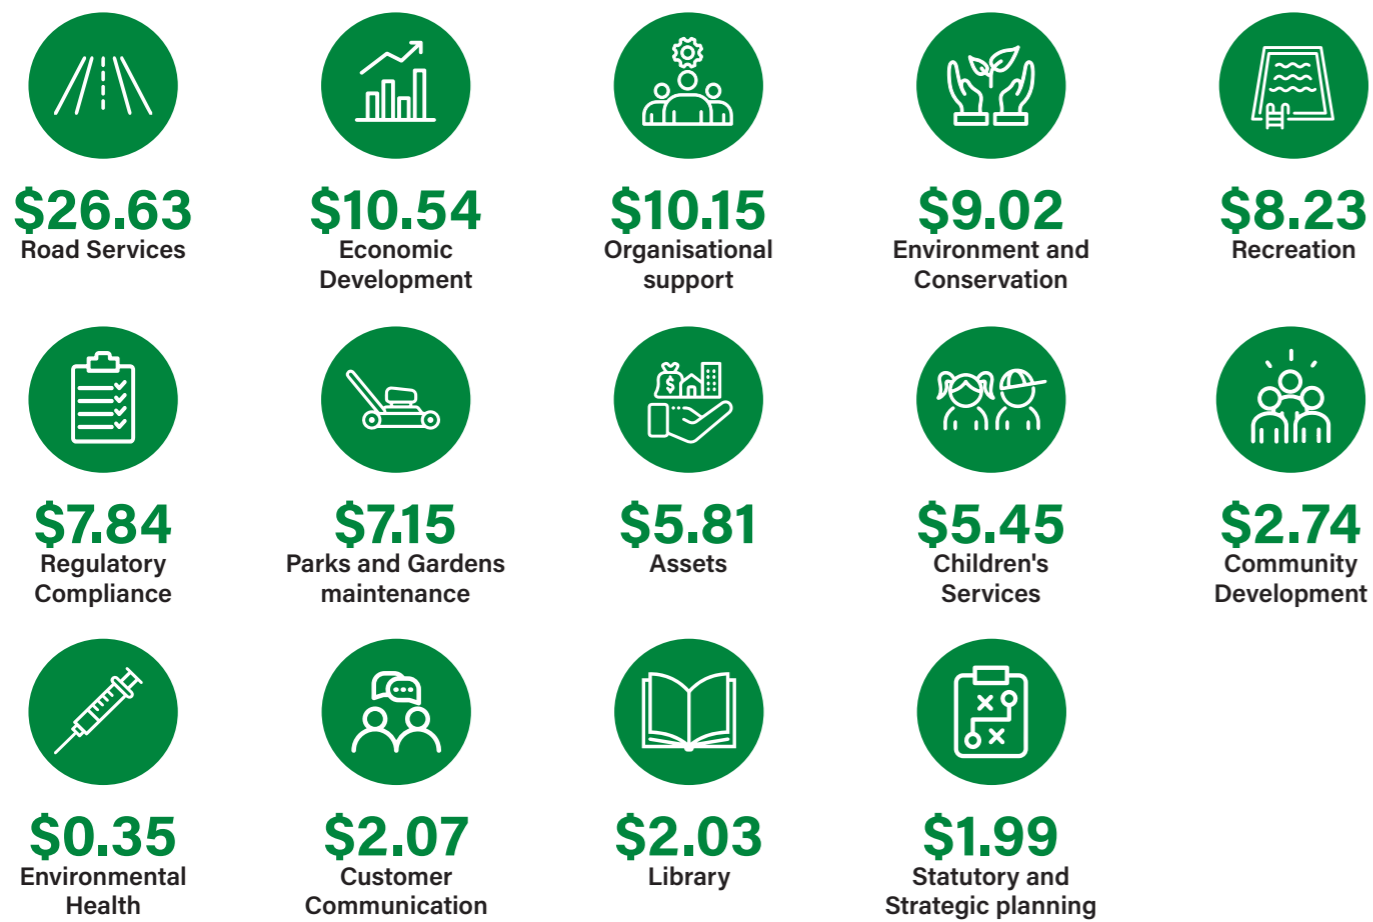 $26.63
Road Services
$10.54
Economic
Development
$10.15
Organisational
support
$9.02
Environment and
Conservation
$8.23
Recreation
$7.84
Regulatory
Compliance
$7.15
Parks and Gardens
maintenance
$
$5.81
Assets
$5.45
Children's
Services
$2.74
Community
Development
$0.35
Environmental
Health
$2.07
Customer
Communication
$2.03
Library
$1.99
Statutory and
Strategic planning